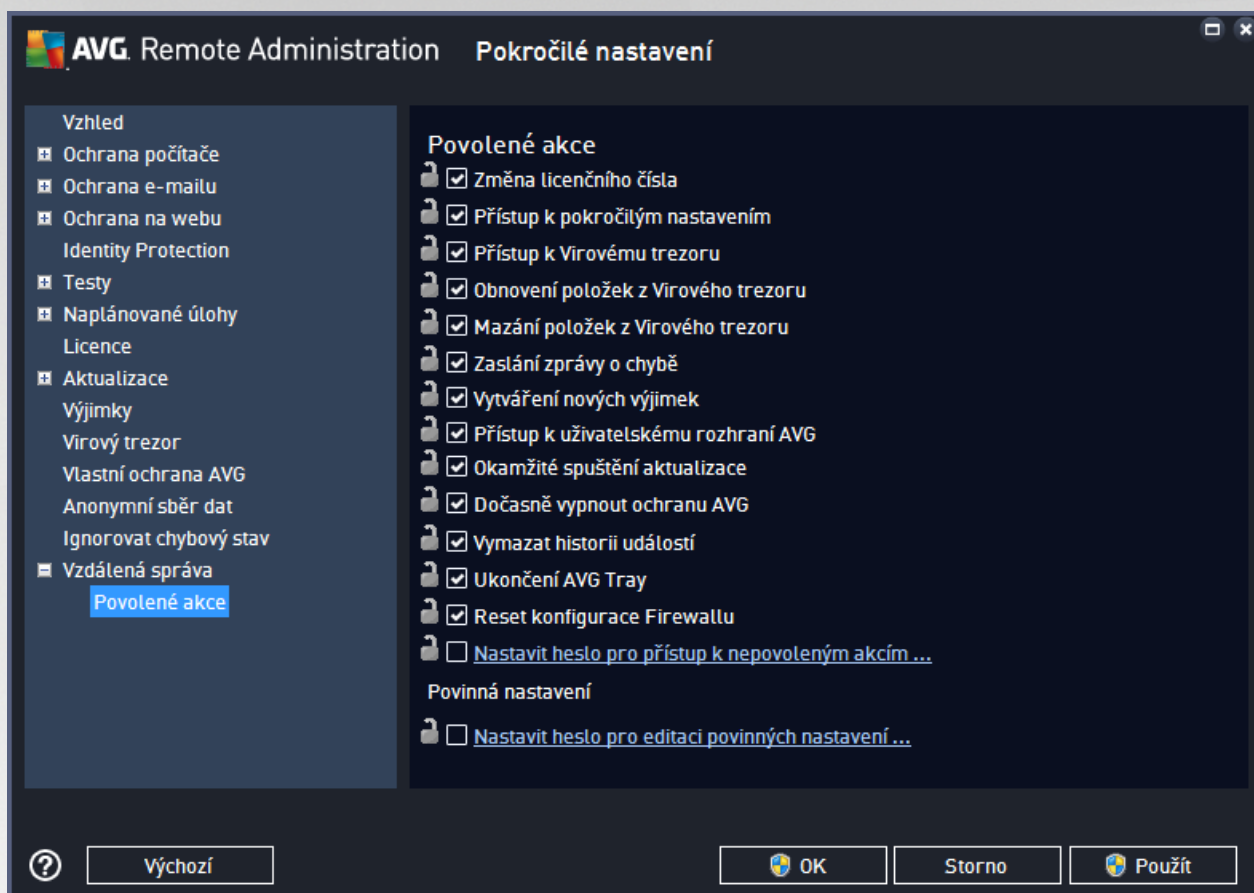 AVG. Remote Administration Pokročilé nastavení
Vzhled
Ochrana počítače
Ochrana e-mailu
Ochrana na webu
Identity Protection
Testy
Naplánované úlohy
Licence
Aktualizace
Výjimky
Virový trezor
Vlastní ochrana AVG
Anonymní sběr dat
Ignorovat chybový stav
Vzdálená správa
Povolené akce
Povolené akce
Změna licenčního čísla
Přístup k pokročilým nastavením
Přístup k Virovému trezoru
Obnovení položek z Virového trezoru
Mazání položek z Virového trezoru
Zaslání zprávy o chybě
Vytváření nových výjimek
Přístup k uživatelskému rozhraní AVG
Okamžité spuštění aktualizace
Dočasně vypnout ochranu AVG
Vymazat historii událostí
Ukončení AVG Tray
Reset konfigurace Firewallu
Nastavit heslo pro přístup k nepovoleným akcím ...
Povinná nastavení
Nastavit heslo pro editaci povinných nastavení ...
Výchozí
OK
Storno
Použít